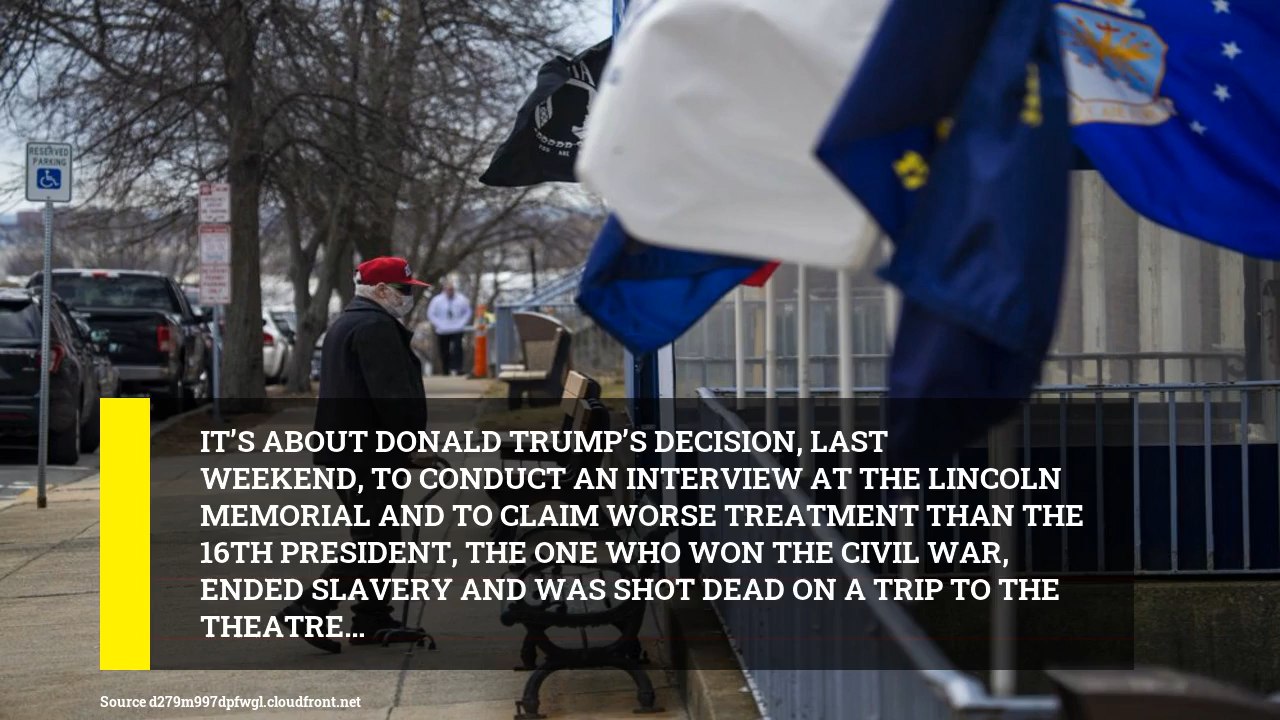 RESERVED
PARKING
IT’S ABOUT DONALD TRUMP’S DECISION, LAST
WEEKEND, TO CONDUCT AN INTERVIEW AT THE LINCOLN
MEMORIAL AND TO CLAIM WORSE TREATMENT THAN THE
16TH PRESIDENT, THE ONE WHO WON THE CIVIL WAR,
ENDED SLAVERY AND WAS SHOT DEAD ON A TRIP TO THE
THEATRE...
Source d279m997dpfwgl.cloudfront.net